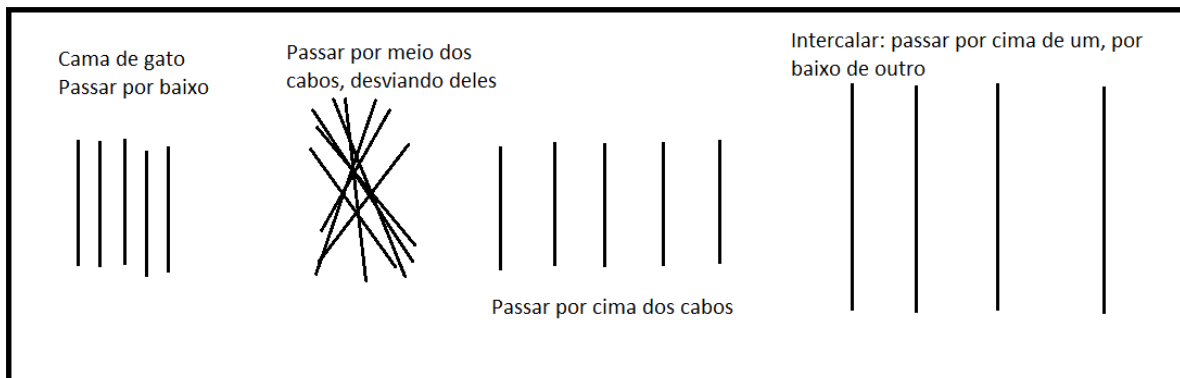 Cama de gato
Passar por baixo
Passar por meio dos
cabos, desviando deles
Passar por cima dos cabos
Intercalar: passar por cima de um, por
baixo de outro